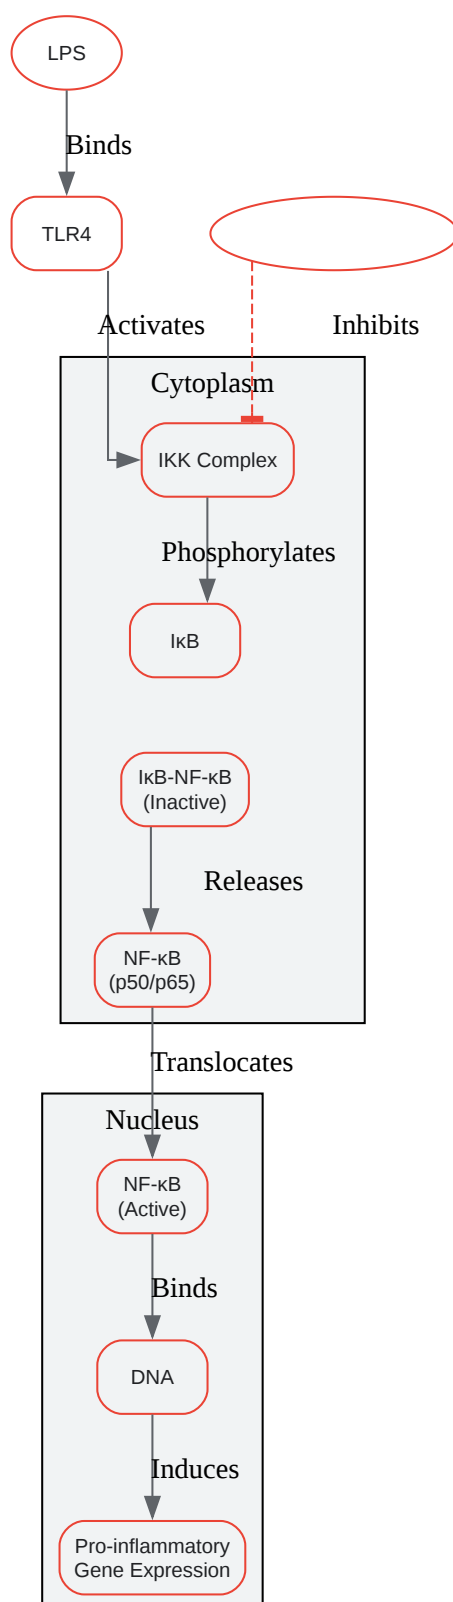 LPS
Binds
TLR4
Activates
Inhibits
Cytoplasm
IKK Complex
Phosphorylates
IκB
IκB-NF-κB
(Inactive)
Releases
NF-κB
(p50/p65)
Translocates
Nucleus
NF-κB
(Active)
Binds
DNA
Induces
Pro-inflammatory
Gene Expression